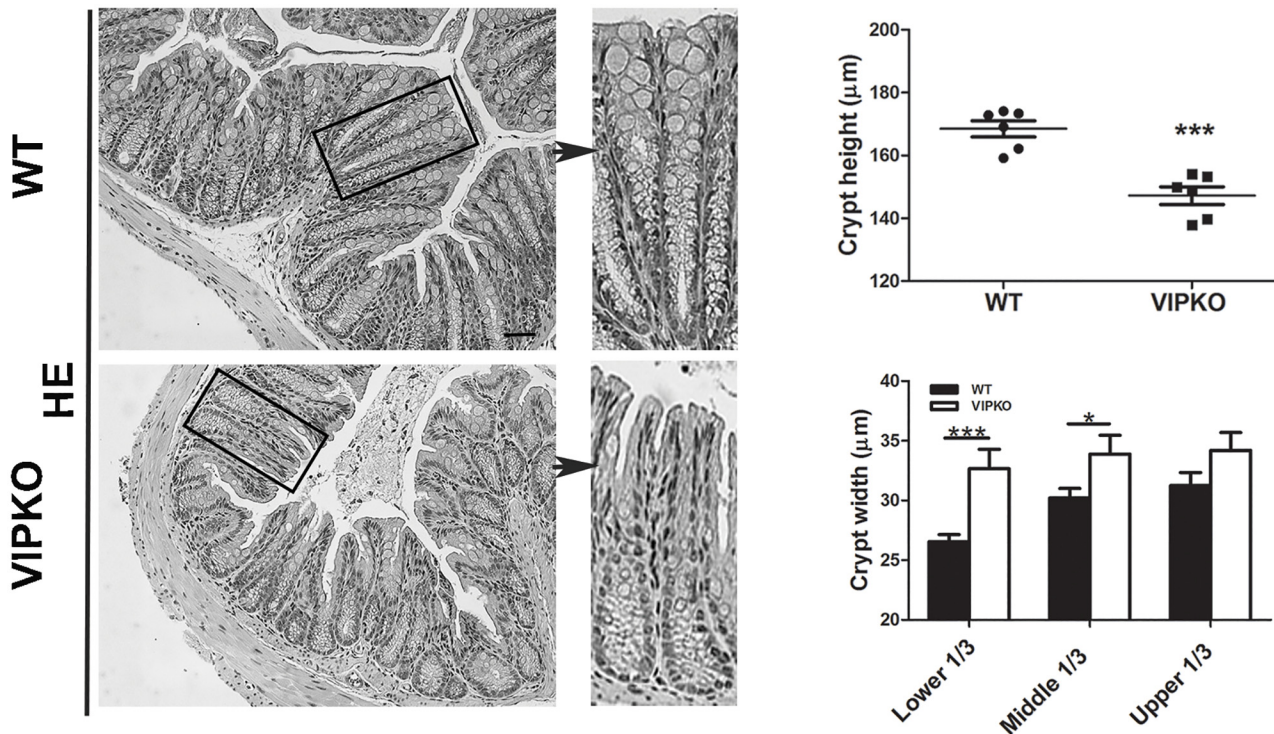 WT
HE
VIPKO
Crypt height (μm)
200
180
160
140
120
***
WT
VIPKO
Crypt width (μm)
40
35
30
25
20
WT
VIPKO
***
*
Lower 1/3
Middle 1/3
Upper 1/3